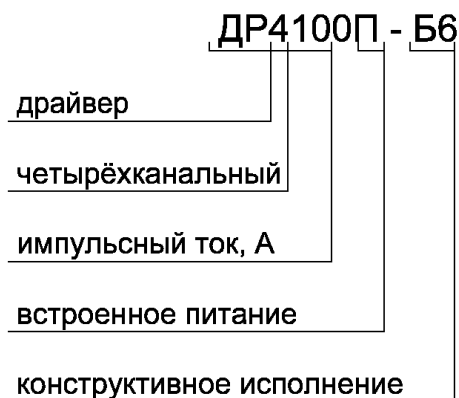 ДР4100П - Б6
драйвер
четырёхканальный
импульсный ток, А
встроенное питание
конструктивное исполнение